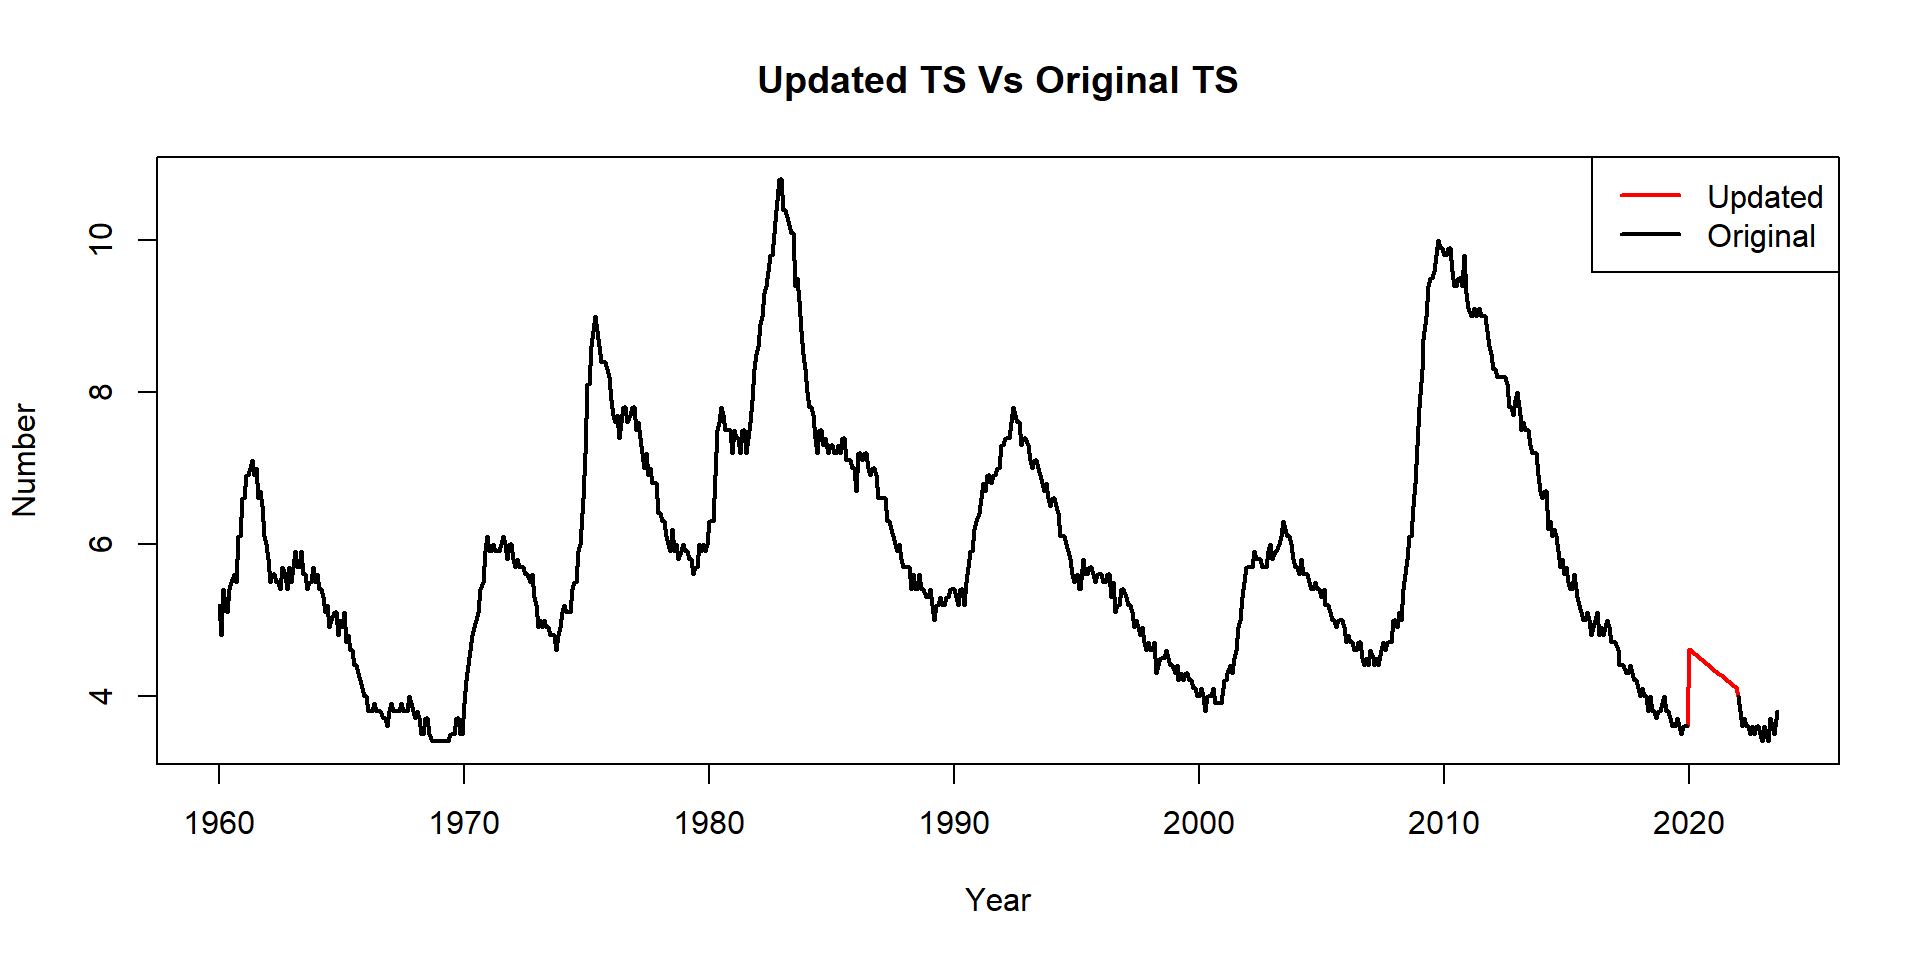 Updated TS Vs Original TS
Updated
Original
Number
10
8
6
4
1960 1970 1980 1990 2000 2010 2020
Year